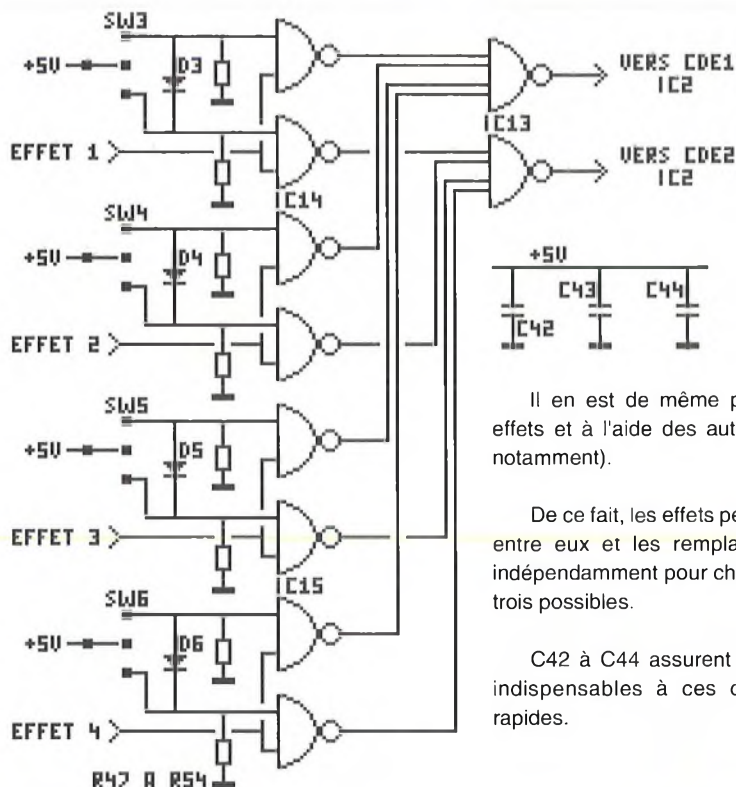 SW3
+5V
D3
EFFET 1
IC14
SW4
+5V
D4
EFFET 2
SW5
+5V
D5
EFFET 3
IC15
SW6
+5V
D6
EFFET 4
R47 A R54
IC13
VERS CDE1
IC2
VERS CDE2
IC2
+5V
C42
C43
C44
Il en est de même p
effets et à l'aide des aut
notamment).
De ce fait, les effets pe
entre eux et les rempla
indépendamment pour ch
trois possibles.
C42 à C44 assurent
indispensables à ces c
rapides.